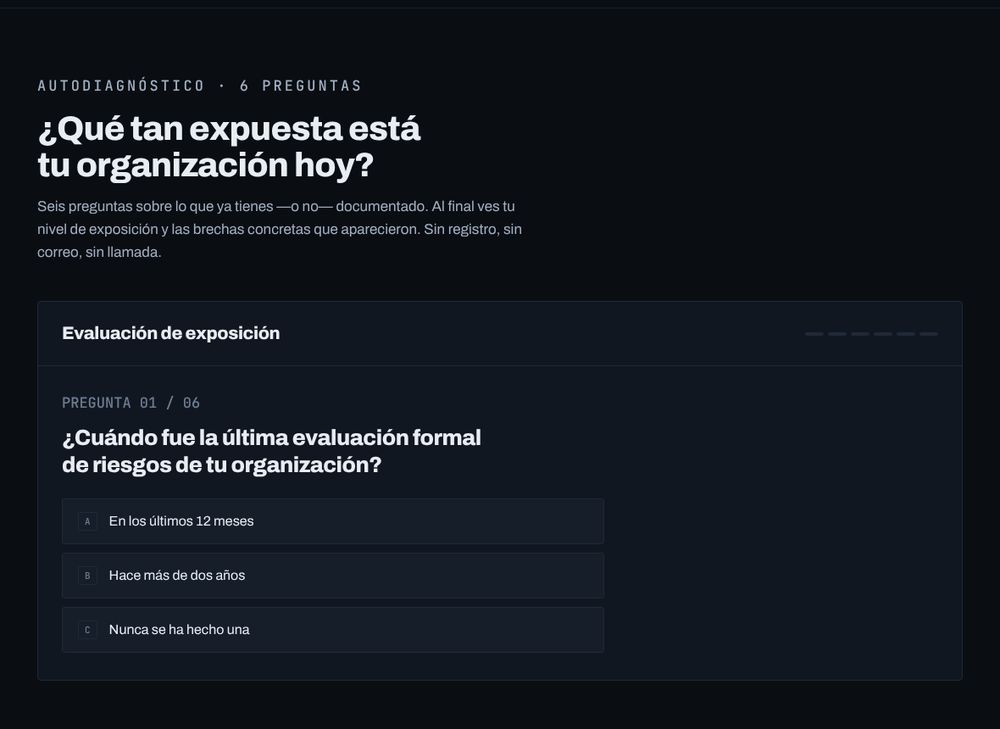 AUTODIAGNÓSTICO · 6 PREGUNTAS
¿Qué tan expuesta está
tu organización hoy?
Seis preguntas sobre lo que ya tienes —o no— documentado. Al final ves tu
nivel de exposición y las brechas concretas que aparecieron. Sin registro, sin
correo, sin llamada.
Evaluación de exposición
PREGUNTA 01 / 06
¿Cuándo fue la última evaluación formal
de riesgos de tu organización?
A En los últimos 12 meses
B Hace más de dos años
C Nunca se ha hecho una